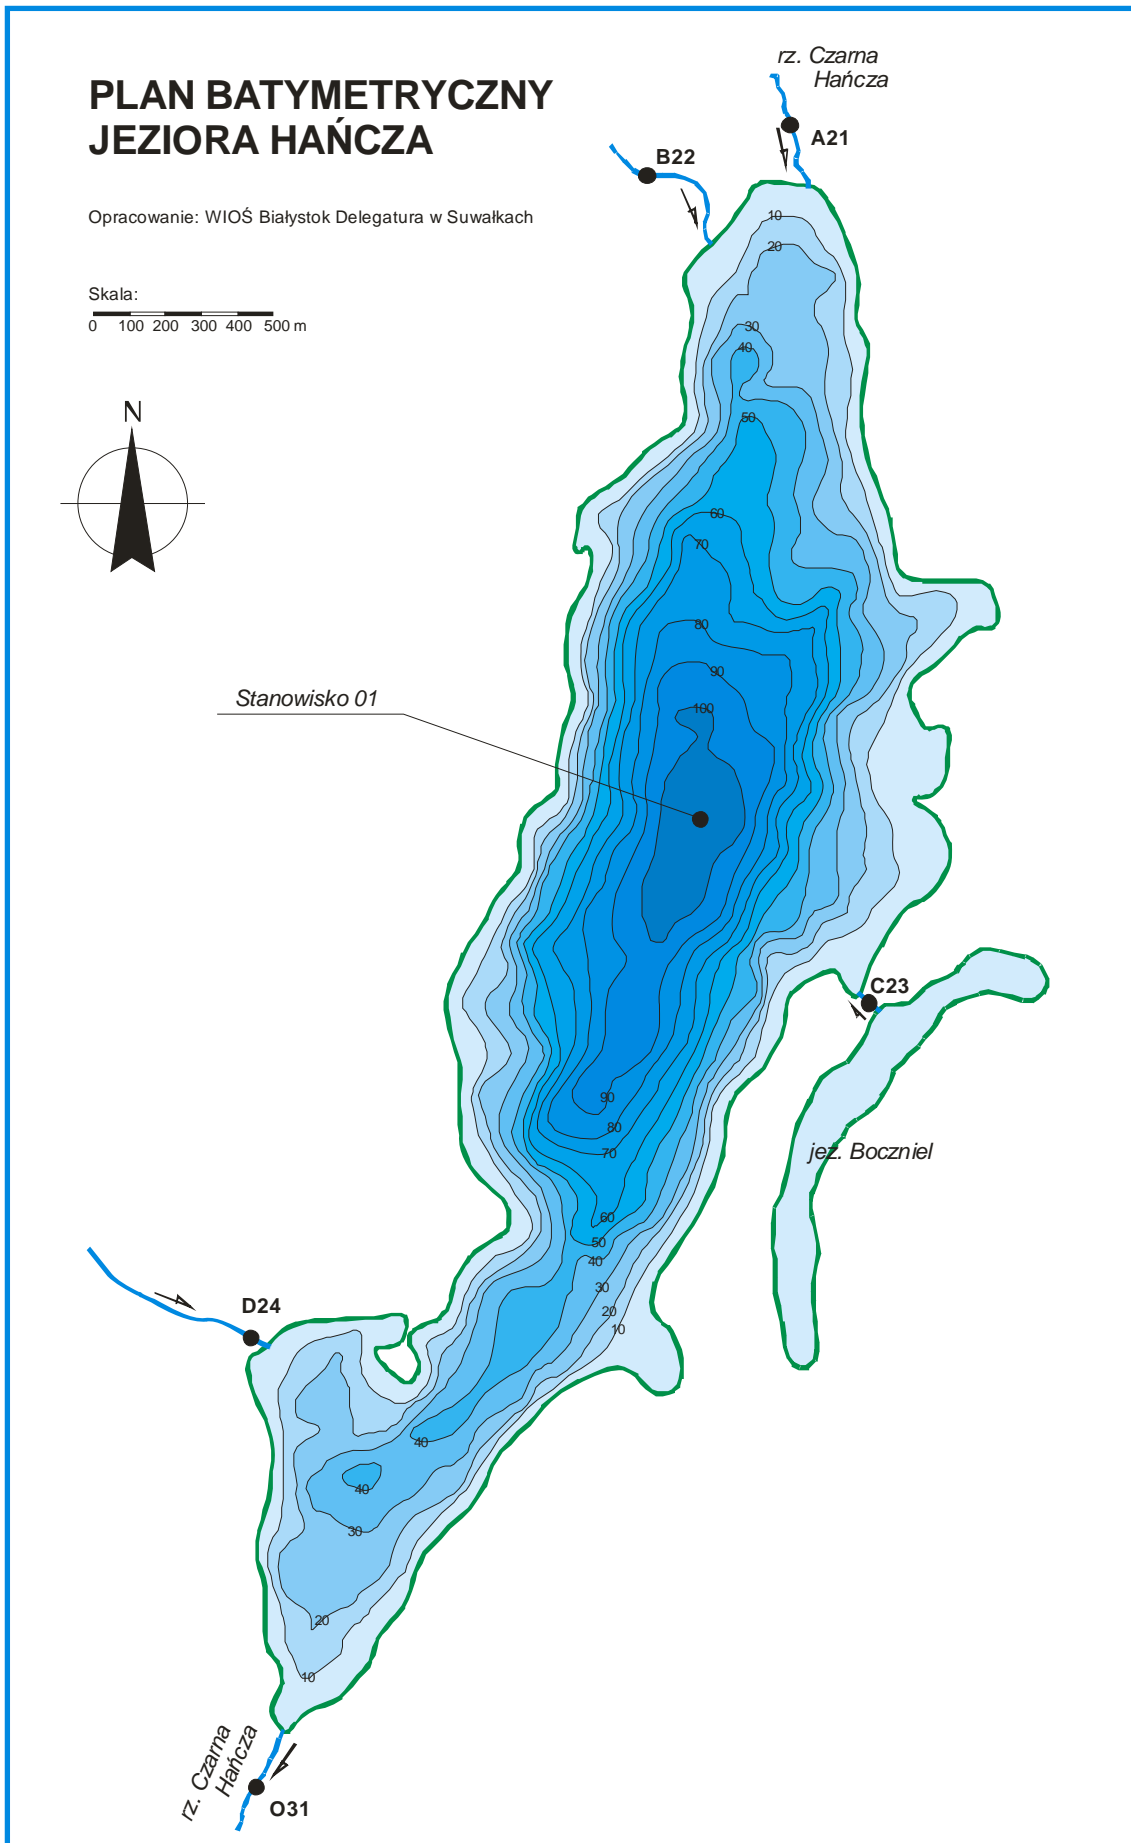 rz. Czarna
Hańcza
PLAN BATYMETRYCZNY
JEZIORA HAŃCZA
A21
B22
Opracowanie: WIOŚ Białystok Delegatura w Suwałkach
10
20
Skala:
0 100 200 300 400 500 m
30
40
N
50
60
70
80
90
Stanowisko 01
100
C23
90
80
jez. Boczniel
70
60
50
40
30
D24
20
10
40
40
30
20
10
rz. Czarna
Hańcza
O31